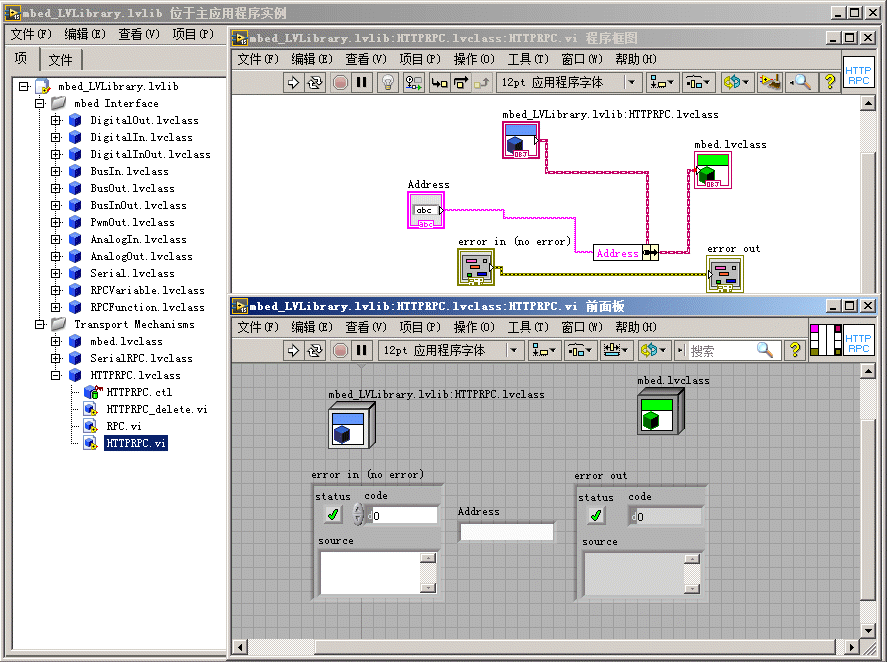 mbed_LVLibrary.lvlib 位于主应用程序实例
文件(F) 编辑(E) 查看(V) 项目(P)
项 文件
mbed_LVLibrary.lvlib
mbed Interface
DigitalOut.lvclass
DigitalIn.lvclass
DigitalInOut.lvclass
BusIn.lvclass
BusOut.lvclass
BusInOut.lvclass
PwmOut.lvclass
AnalogIn.lvclass
AnalogOut.lvclass
Serial.lvclass
RPCVariable.lvclass
RPCFunction.lvclass
Transport Mechanisms
mbed.lvclass
SerialRPC.lvclass
HTTPRPC.lvclass
HTTPRPC.ctl
HTTPRPC_delete.vi
RPC.vi
HTTPRPC.vi
mbed_LVLibrary.lvlib:HTTPRPC.lvclass:HTTPRPC.vi 程序框图
文件(F) 编辑(E) 查看(V) 项目(P) 操作(O) 工具(T) 窗口(W) 帮助(H)
12pt 应用程序字体
HTTP
RPC
mbed_LVLibrary.lvlib:HTTPRPC.lvclass
OBJ
mbed.lvclass
OBJ
Address
abc
abc
error in (no error)
Address
error out
mbed_LVLibrary.lvlib:HTTPRPC.lvclass:HTTPRPC.vi 前面板
文件(F) 编辑(E) 查看(V) 项目(P) 操作(O) 工具(T) 窗口(W) 帮助(H)
12pt 应用程序字体 搜索
HTTP
RPC
mbed_LVLibrary.lvlib:HTTPRPC.lvclass
mbed.lvclass
error in (no error)
status code
d0
source
Address
error out
status code
d0
source